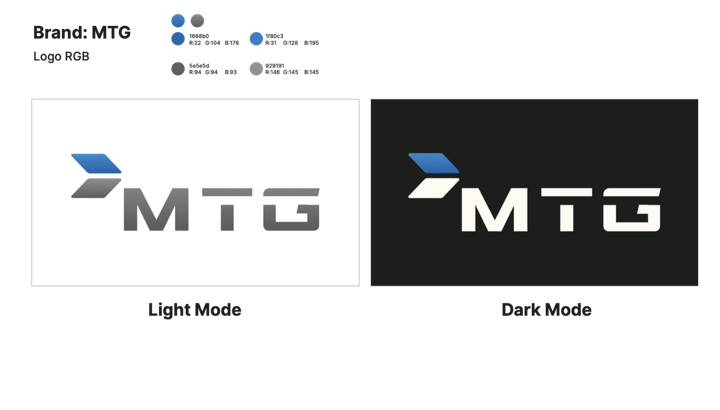 Brand: MTG
Logo RGB
1668b0
R:22 G:104 B:176
1f80c3
R:31 G:128 B:195
5e5e5d
R:94 G:94 B:93
929191
R:146 G:145 B:145
MTG
MTG
Light Mode
Dark Mode